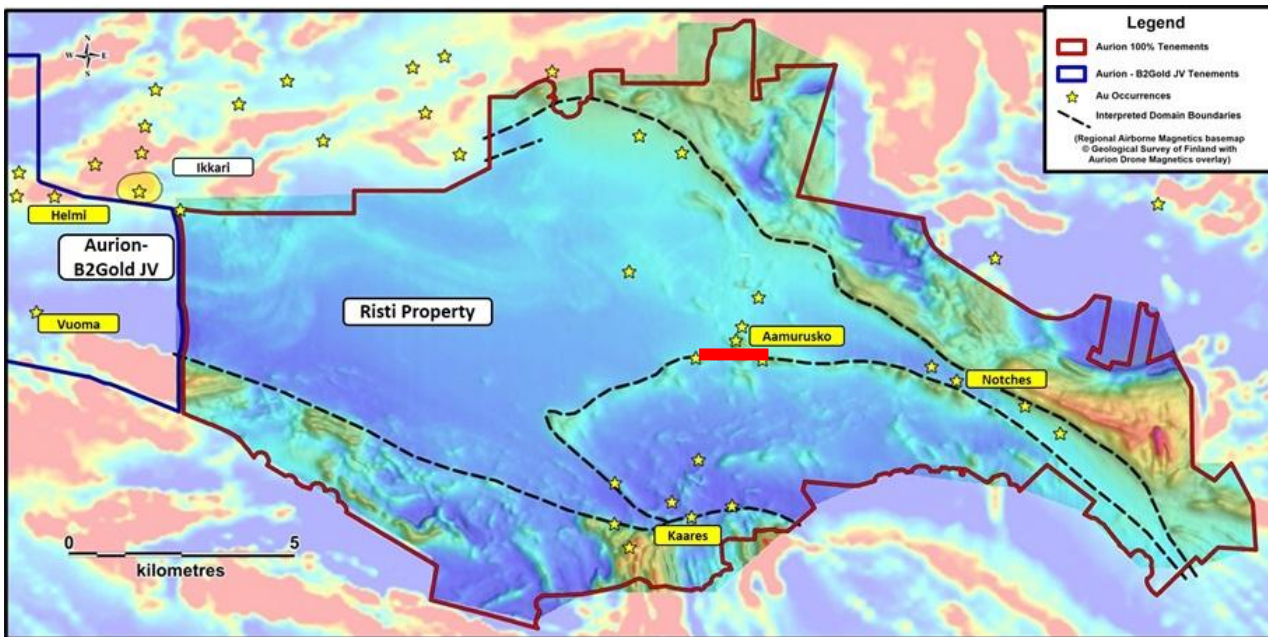 Legend
Aurion 100% Tenements
Aurion - B2Gold JV Tenements
Au Occurrences
Interpreted Domain Boundaries
(Regional Airborne Magnetics basemap
© Geological Survey of Finland with
Aurion Drone Magnetics overlay)
N
W E
S
Ikkari
Helmi
Aurion-
B2Gold JV
Vuoma
Risti Property
Aamurusko
Notches
Kaares
0 5
kilometres